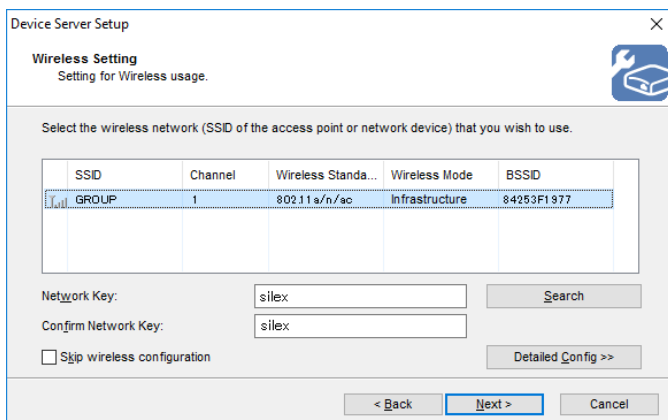 Device Server Setup
Wireless Setting
Setting for Wireless usage.
Select the wireless network (SSID of the access point or network device) that you wish to use.
SSID Channel Wireless Standa... Wireless Mode BSSID
GROUP 1 802.11a/n/ac Infrastructure 84253F1977
Network Key: silex Search
Confirm Network Key: silex
Skip wireless configuration Detailed Config >>
< Back Next > Cancel